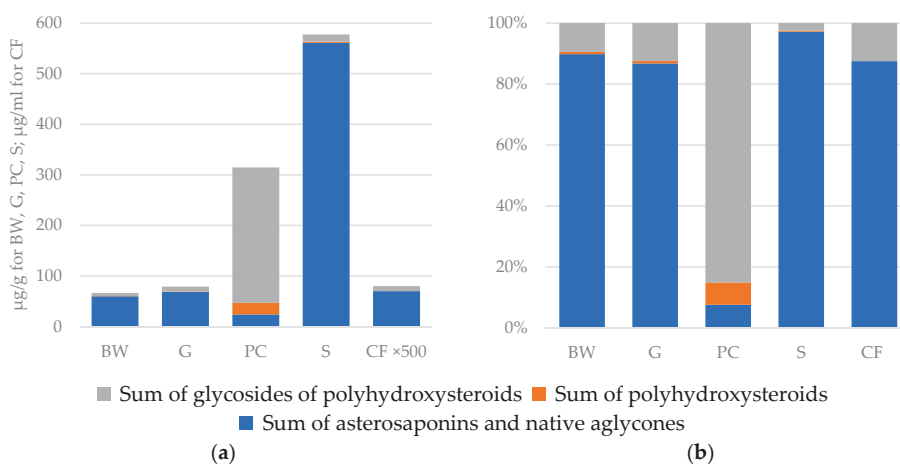 μg/g for BW, G, PC, S; μg/ml for CF
600
500
400
300
200
100
0
BW G PC S CF ×500
100%
80%
60%
40%
20%
0%
BW G PC S CF
Sum of glycosides of polyhydroxysteroids Sum of polyhydroxysteroids
Sum of asterosaponins and native aglycones
(a) (b)